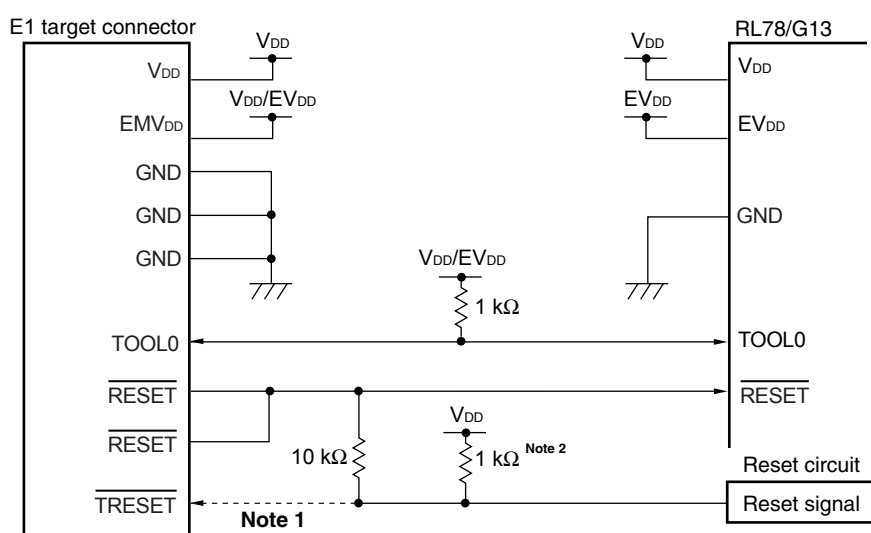 E1 target connector
RL78/G13
VDD
VDD
VDD
VDD
VDD/EVDD
EVDD
EMVDD
EVDD
GND
GND
GND
GND
VDD/EVDD
1 kΩ
TOOL0
TOOL0
RESET
RESET
RESET
VDD
10 kΩ
1 kΩ Note 2
Reset circuit
TRESET
Note 1
Reset signal